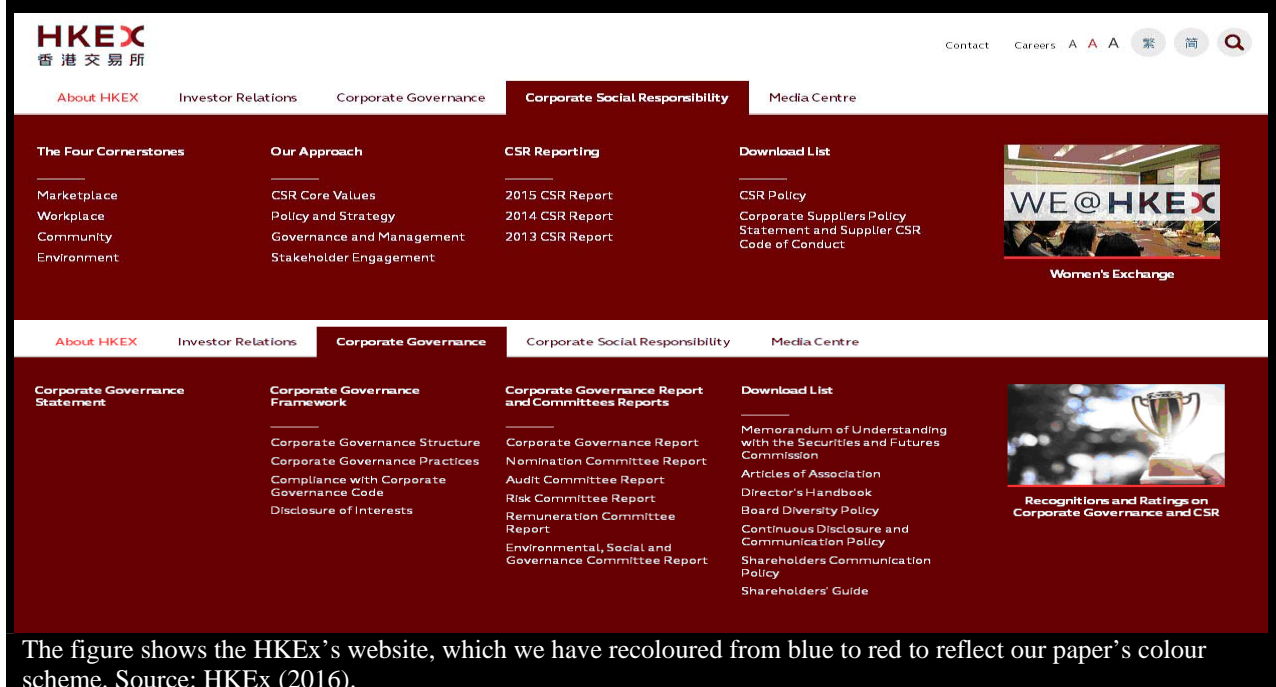 HKEX
香港交易所
Contact Careers A A A 繁 简
About HKEX Investor Relations Corporate Governance Corporate Social Responsibility Media Centre
The Four Cornerstones
Marketplace
Workplace
Community
Environment
Our Approach
CSR Core Values
Policy and Strategy
Governance and Management
Stakeholder Engagement
CSR Reporting
2015 CSR Report
2014 CSR Report
2013 CSR Report
Download List
CSR Policy
Corporate Suppliers Policy
Statement and Supplier CSR
Code of Conduct
WE@HKEX
Women's Exchange
About HKEX Investor Relations Corporate Governance Corporate Social Responsibility Media Centre
Corporate Governance
Statement
Corporate Governance
Framework
Corporate Governance Structure
Corporate Governance Practices
Compliance with Corporate
Governance Code
Disclosure of Interests
Corporate Governance Report
and Committees Reports
Corporate Governance Report
Nomination Committee Report
Audit Committee Report
Risk Committee Report
Remuneration Committee
Report
Environmental, Social and
Governance Committee Report
Download List
Memorandum of Understanding
with the Securities and Futures
Commission
Articles of Association
Director's Handbook
Board Diversity Policy
Continuous Disclosure and
Communication Policy
Shareholders Communication
Policy
Shareholders' Guide
Recognitions and Ratings on
Corporate Governance and CSR
The figure shows the HKEx’s website, which we have recoloured from blue to red to reflect our paper’s colour
scheme. Source: HKEx (2016).